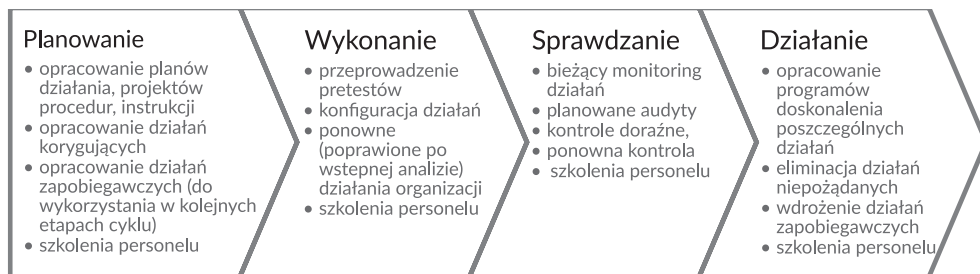 Planowanie
• opracowanie planów
działania, projektów
procedur, instrukcji
• opracowanie działań
korygujących
• opracowanie działań
zapobiegawczych (do
wykorzystania w kolejnych
etapach cyklu)
• szkolenia personelu
Wykonanie
• przeprowadzenie
pretestów
• konfiguracja działań
• ponowne
(poprawione po
wstepnej analizie)
działania organizacji
• szkolenia personelu
Sprawdzanie
• bieżący monitoring
działań
• planowane audyty
• kontrole doraźne,
• ponowna kontrola
• szkolenia personelu
Działanie
• opracowanie
programów
doskonalenia
poszczególnych
działań
• eliminacja działań
niepożądanych
• wdrożenie działań
zapobiegawczych
• szkolenia personelu